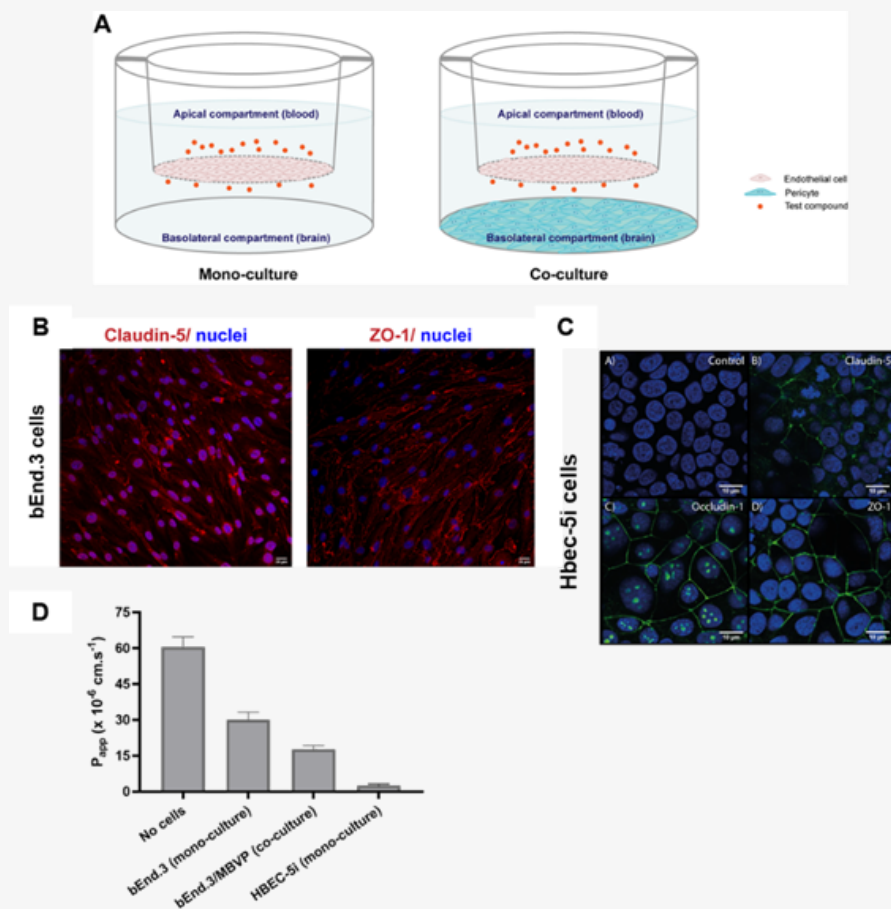 A
Apical compartment (blood)
Basolateral compartment (brain)
Mono-culture
Apical compartment (blood)
Basolateral compartment (brain)
Co-culture
Endothelial cell
Pericyte
Test compound
B
Claudin-5/ nuclei
ZO-1/ nuclei
bEnd.3 cells
C
Hbec-5i cells
A)
Control
B)
Claudin-5
10 µm
10 µm
C)
Occludin-1
D)
ZO-1
10 µm
10 µm
D
Papp (x 10-6 cm.s-1)
75
60
45
30
15
0
No cells
bEnd.3 (mono-culture)
bEnd.3/MBVP (co-culture)
HBEC-5i (mono-culture)